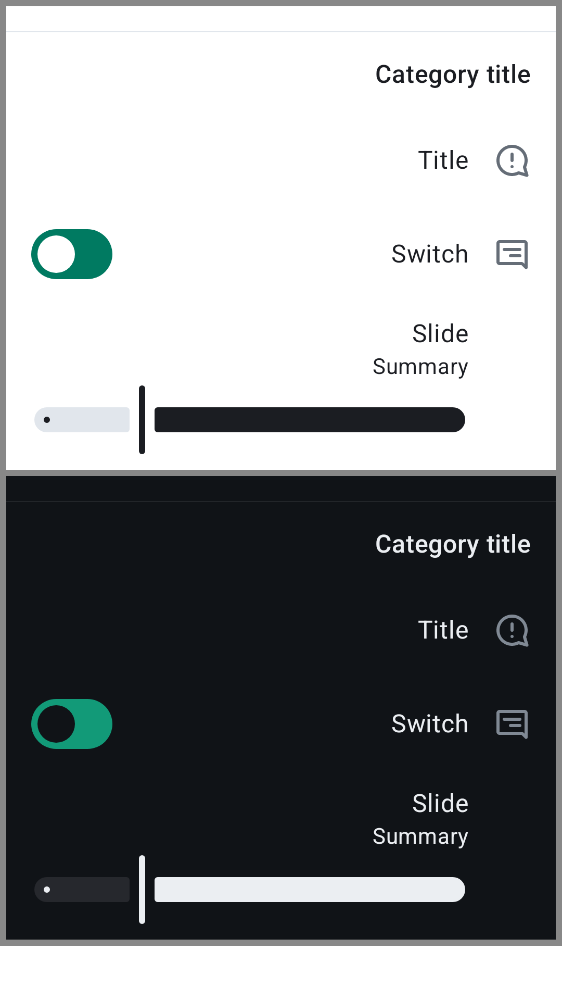 Category title
Title
Switch
Slide
Summary
Category title
Title
Switch
Slide
Summary